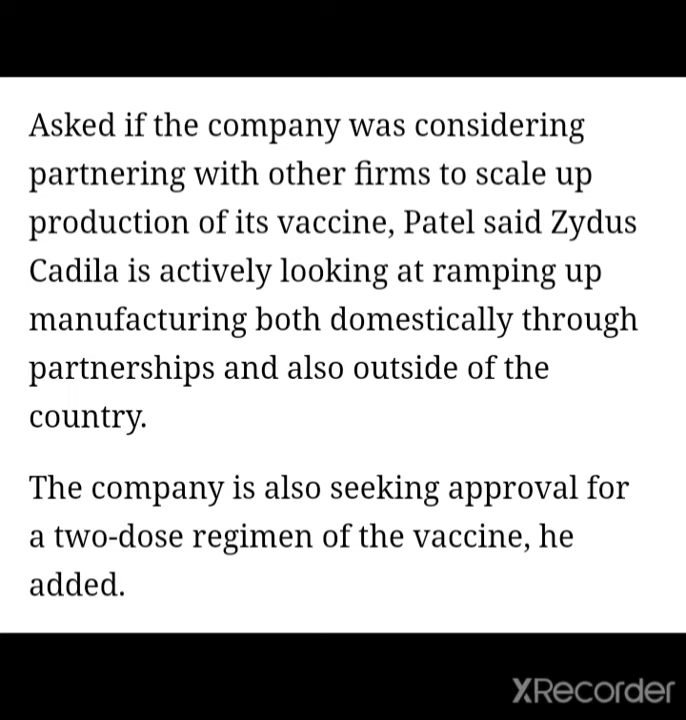 Asked if the company was considering
partnering with other firms to scale up
production of its vaccine, Patel said Zydus
Cadila is actively looking at ramping up
manufacturing both domestically through
partnerships and also outside of the
country.
The company is also seeking approval for
a two-dose regimen of the vaccine, he
added.
XRecorder